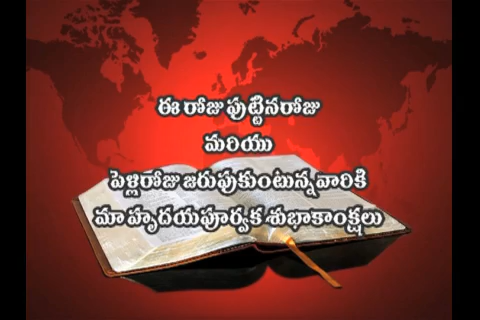 ఈ రోజు పుట్టినరోజు
మరియు
పెళ్లిరోజు జరుపుకుంటున్నవారికి
మా హృదయపూర్వక శుభాకాంక్షలు